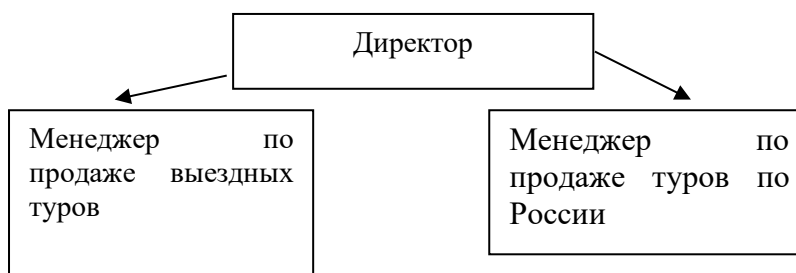 Директор
Менеджер по
продаже выездных
туров
Менеджер по
продаже туров по
России